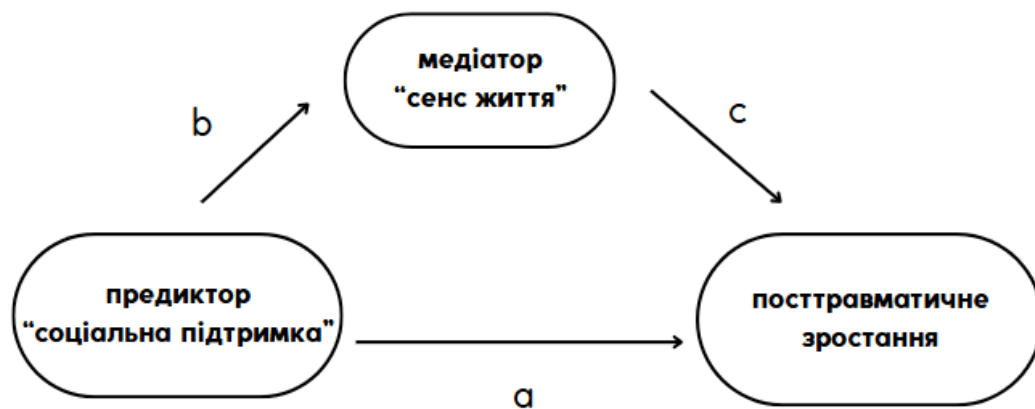 медіатор
“сенс життя”
b
c
предиктор
“соціальна підтримка”
посттравматичне
зростання
a